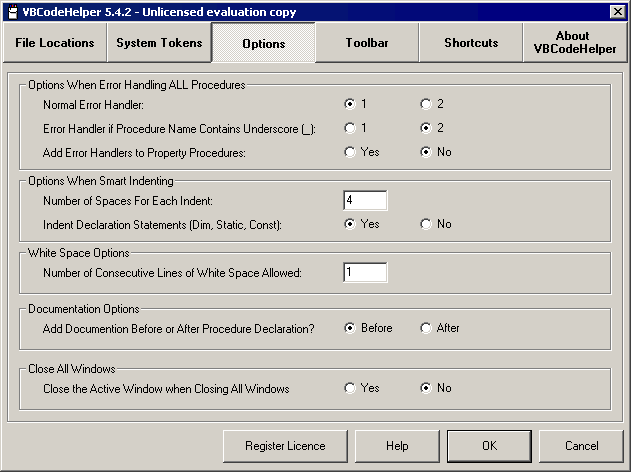 VBCodeHelper 5.4.2 - Unlicensed evaluation copy
File Locations
System Tokens
Options
Toolbar
Shortcuts
About
VBCodeHelper
Options When Error Handling ALL Procedures
Normal Error Handler: 1 2
Error Handler if Procedure Name Contains Underscore (_): 1 2
Add Error Handlers to Property Procedures: Yes No
Options When Smart Indenting
Number of Spaces For Each Indent: 4
Indent Declaration Statements (Dim, Static, Const): Yes No
White Space Options
Number of Consecutive Lines of White Space Allowed: 1
Documentation Options
Add Documention Before or After Procedure Declaration? Before After
Close All Windows
Close the Active Window when Closing All Windows Yes No
Register Licence
Help
OK
Cancel